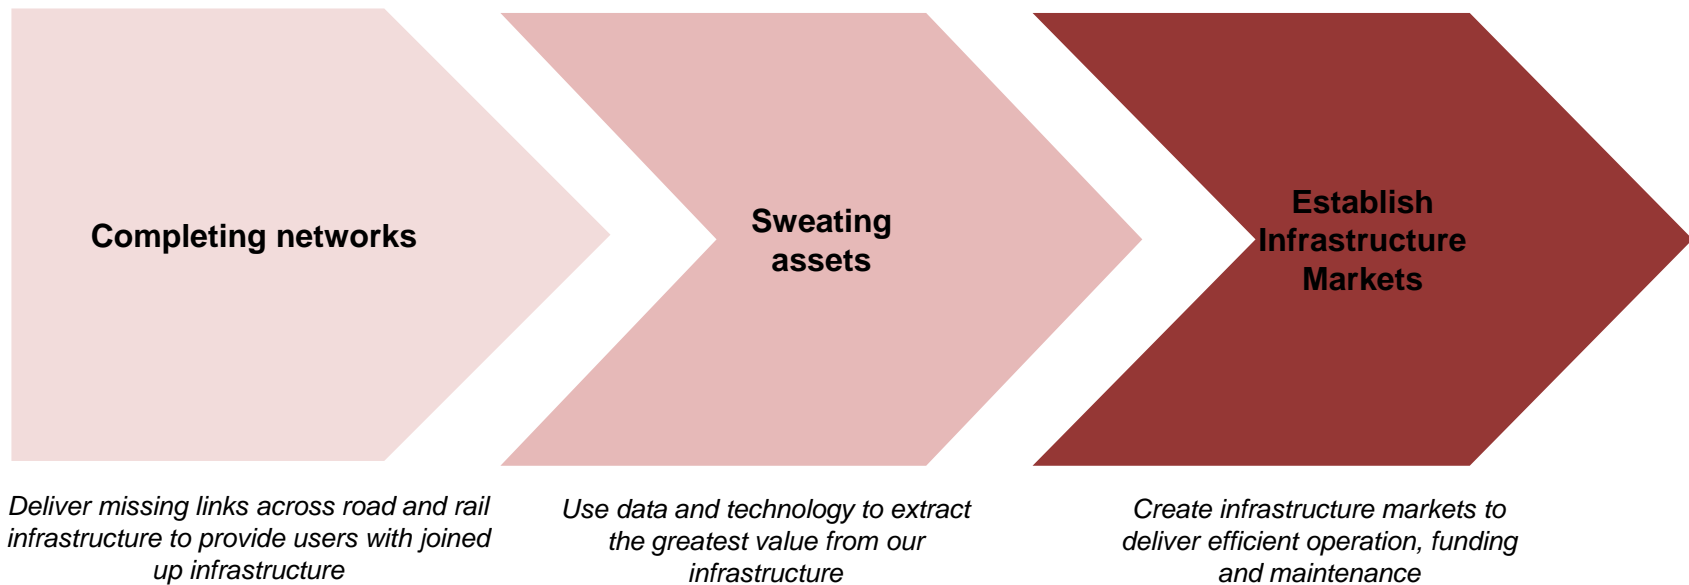 Completing networks
Sweating
assets
Establish
Infrastructure
Markets
Deliver missing links across road and rail
infrastructure to provide users with joined
up infrastructure
Use data and technology to extract
the greatest value from our
infrastructure
Create infrastructure markets to
deliver efficient operation, funding
and maintenance